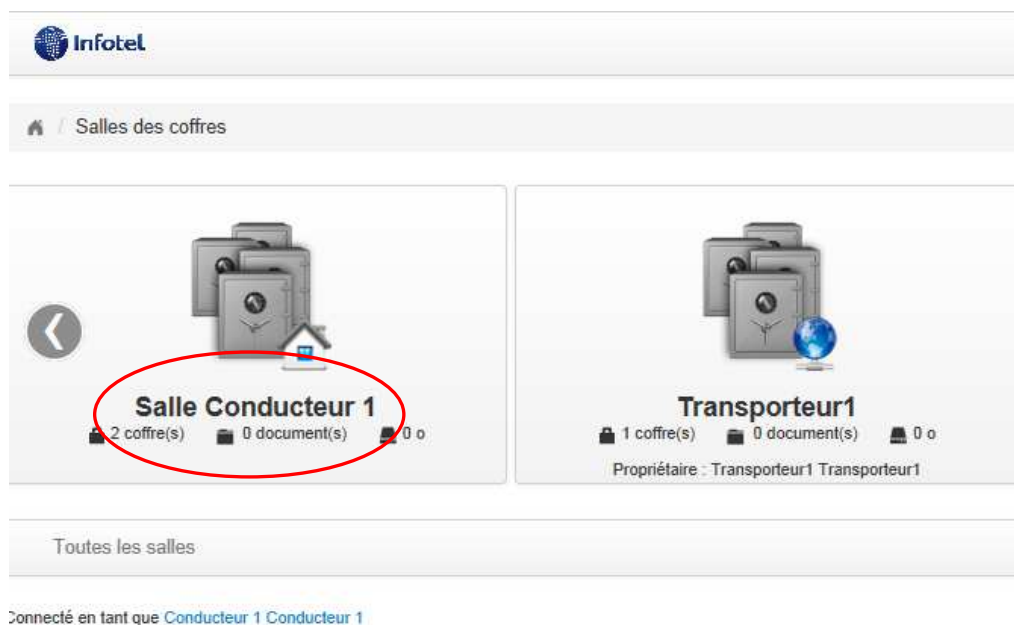 Infotel
/ Salles des coffres
Salle Conducteur 1
2 coffre(s) 0 document(s) 0 o
Transporteur1
1 coffre(s) 0 document(s) 0 o
Propriétaire : Transporteur1 Transporteur1
Toutes les salles
Connecté en tant que Conducteur 1 Conducteur 1